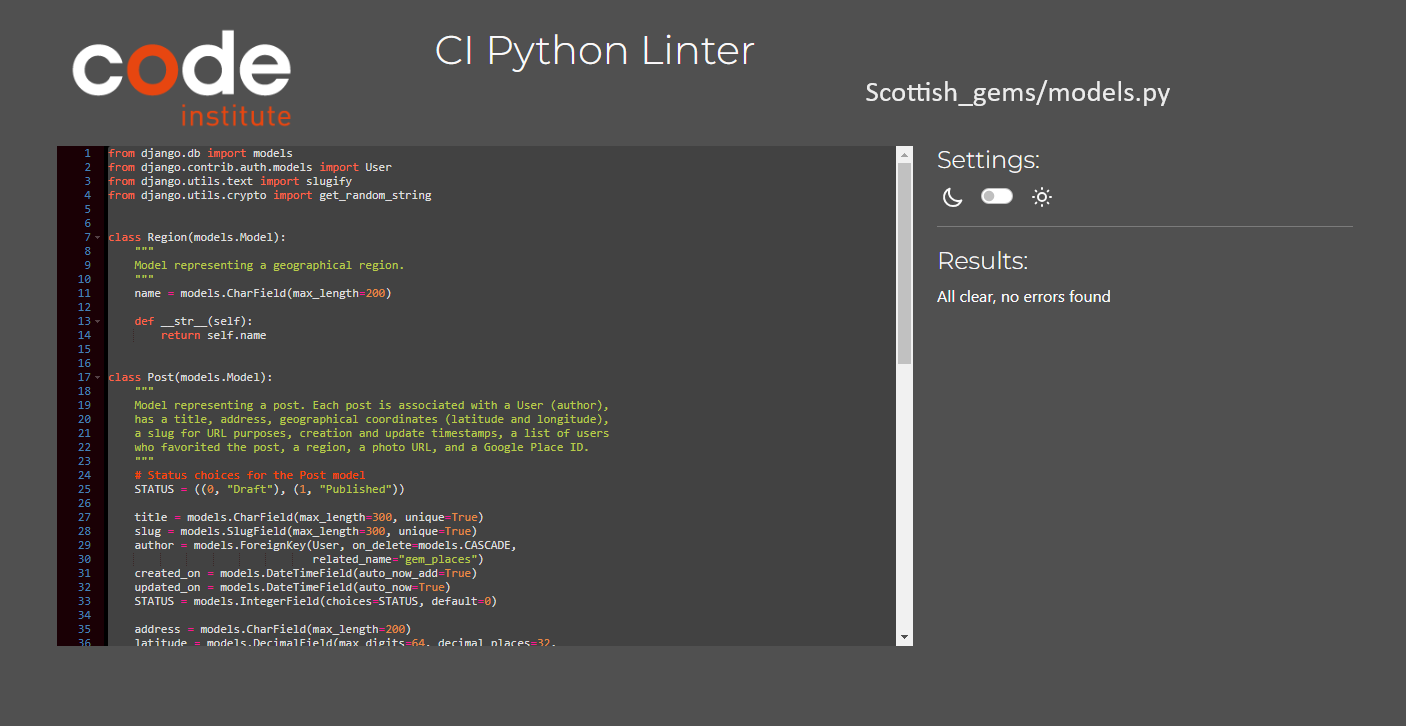 code
institute
CI Python Linter
Scottish_gems/models.py
1 from django.db import models
2 from django.contrib.auth.models import User
3 from django.utils.text import slugify
4 from django.utils.crypto import get_random_string
5
6
7 class Region(models.Model):
8     """
9     Model representing a geographical region.
10     """
11     name = models.CharField(max_length=200)
12
13     def __str__(self):
14         return self.name
15
16
17 class Post(models.Model):
18     """
19     Model representing a post. Each post is associated with a User (author),
20     has a title, address, geographical coordinates (latitude and longitude),
21     a slug for URL purposes, creation and update timestamps, a list of users
22     who favorited the post, a region, a photo URL, and a Google Place ID.
23     """
24     # Status choices for the Post model
25     STATUS = ((0, "Draft"), (1, "Published"))
26
27     title = models.CharField(max_length=300, unique=True)
28     slug = models.SlugField(max_length=300, unique=True)
29     author = models.ForeignKey(User, on_delete=models.CASCADE,
30                                related_name="gem_places")
31     created_on = models.DateTimeField(auto_now_add=True)
32     updated_on = models.DateTimeField(auto_now=True)
33     STATUS = models.IntegerField(choices=STATUS, default=0)
34
35     address = models.CharField(max_length=200)
36     latitude = models.DecimalField(max_digits=64, decimal_places=32,
Settings:
Results:
All clear, no errors found